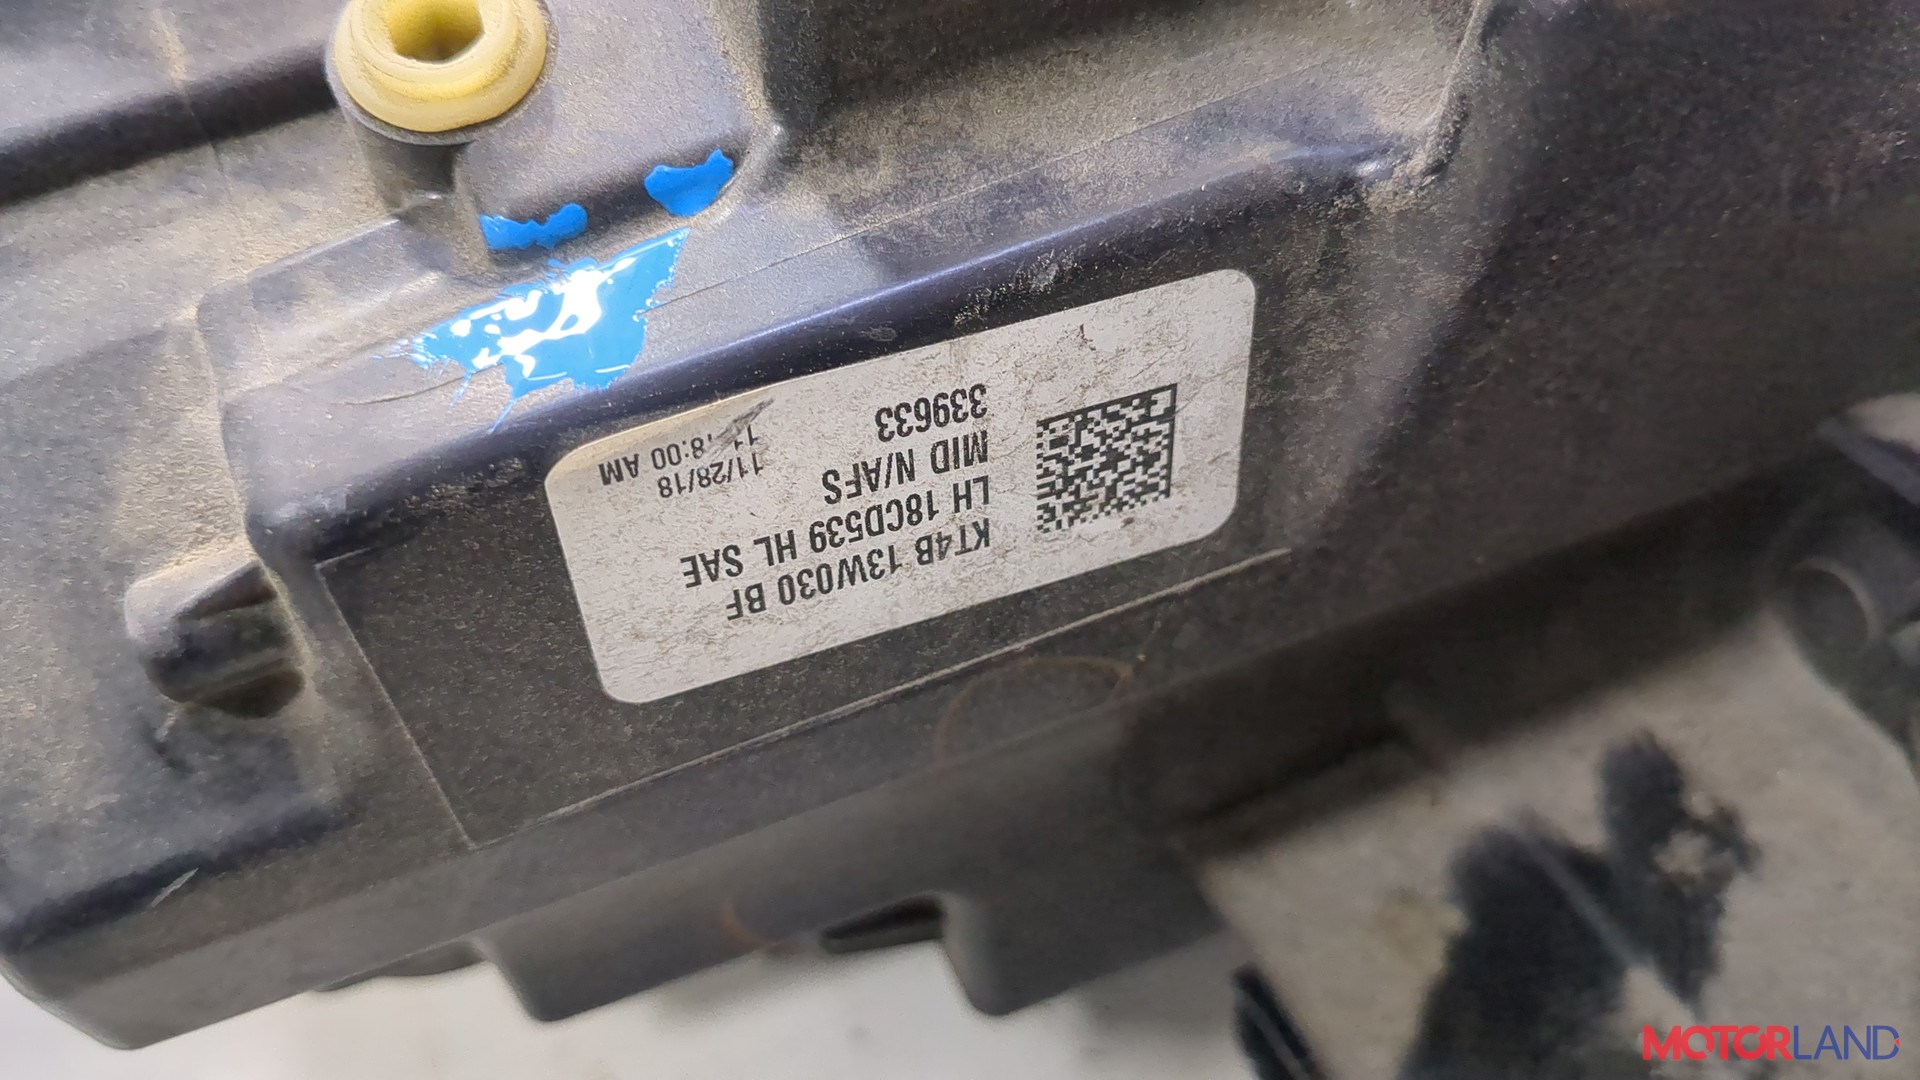 KT4B 13W030 BF
LH 18CD539 HL SAE
MID N/AFS
339633
11/28/18
8:00 AM
MOTORLAND